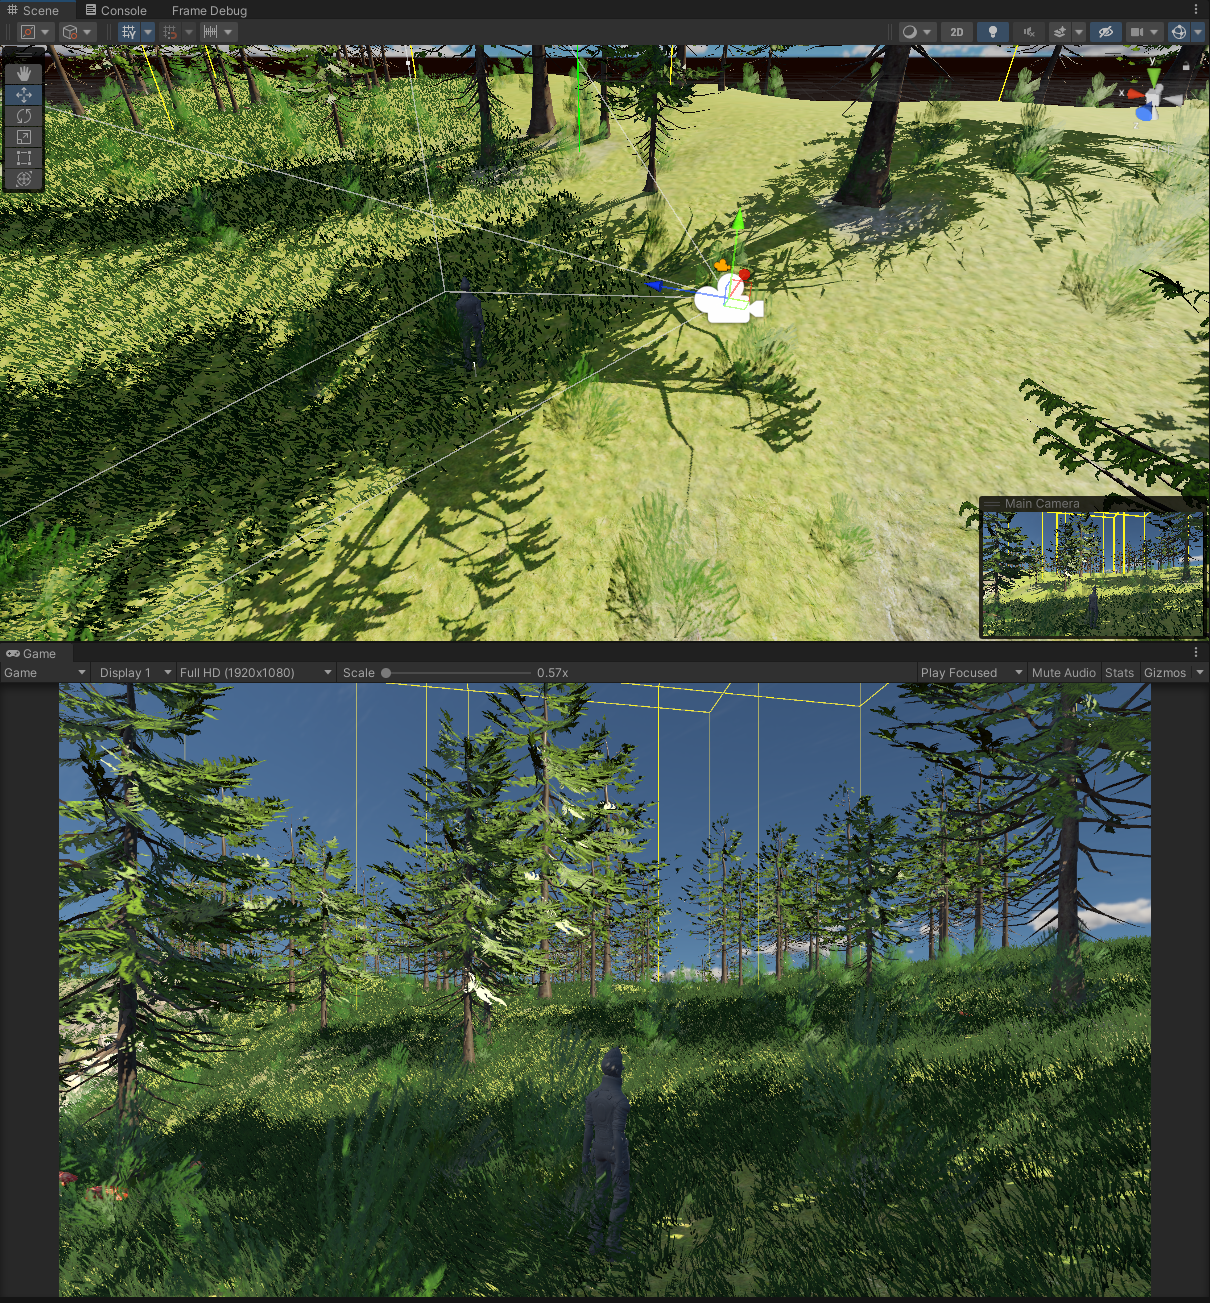 Scene Console Frame Debug
2D
y
x
Main Camera
Game
Game Display 1 Full HD (1920x1080) Scale 0.57x Play Focused Mute Audio Stats Gizmos